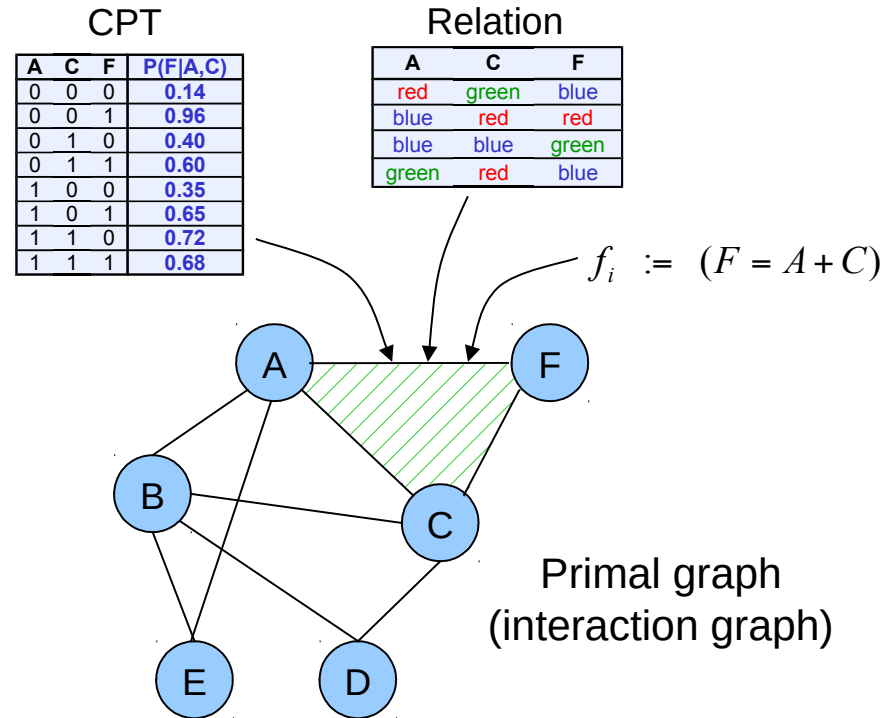 CPT
A C F P(F|A,C)
0 0 0 0.14
0 0 1 0.96
0 1 0 0.40
0 1 1 0.60
1 0 0 0.35
1 0 1 0.65
1 1 0 0.72
1 1 1 0.68
Relation
A C F
red green blue
blue red red
blue blue green
green red blue
f_i := (F = A + C)
A
F
B
C
E
D
Primal graph
(interaction graph)